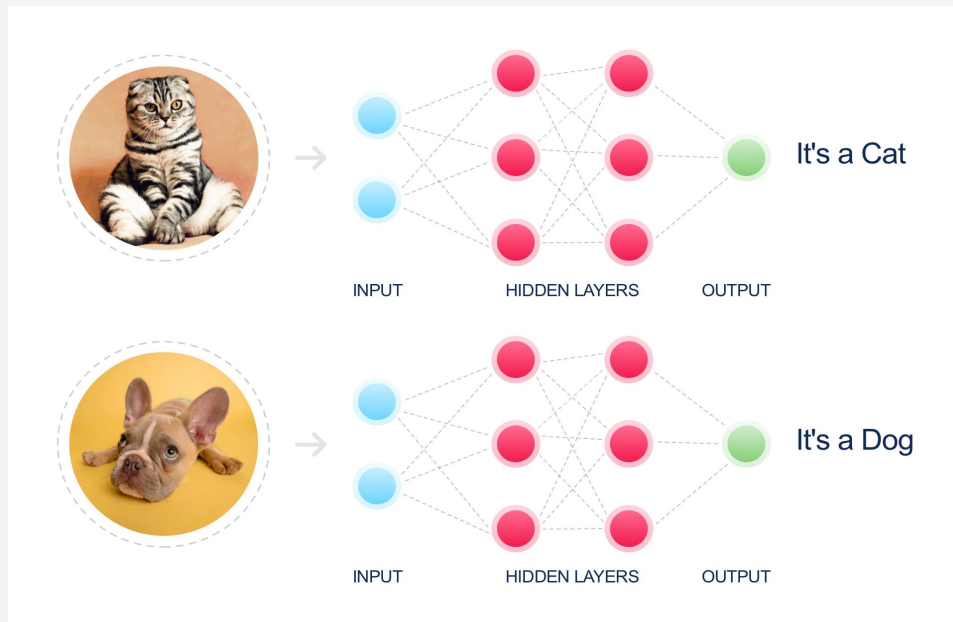 It's a Cat
INPUT HIDDEN LAYERS OUTPUT
It's a Dog
INPUT HIDDEN LAYERS OUTPUT